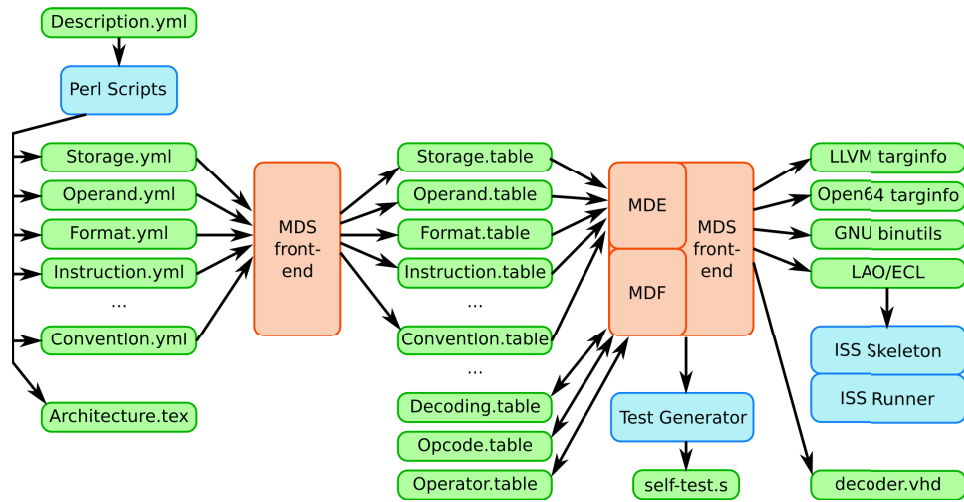 Description.yml
Perl Scripts
Storage.yml
Operand.yml
Format.yml
Instruction.yml
...
Convention.yml
Architecture.tex
MDS
front-
end
Storage.table
Operand.table
Format.table
Instruction.table
...
Convention.table
...
Decoding.table
Opcode.table
Operator.table
MDE
MDF
MDS
front-
end
Test Generator
self-test.s
LLVM targinfo
Open64 targinfo
GNU binutils
LAO/ECL
ISS Skeleton
ISS Runner
decoder.vhd